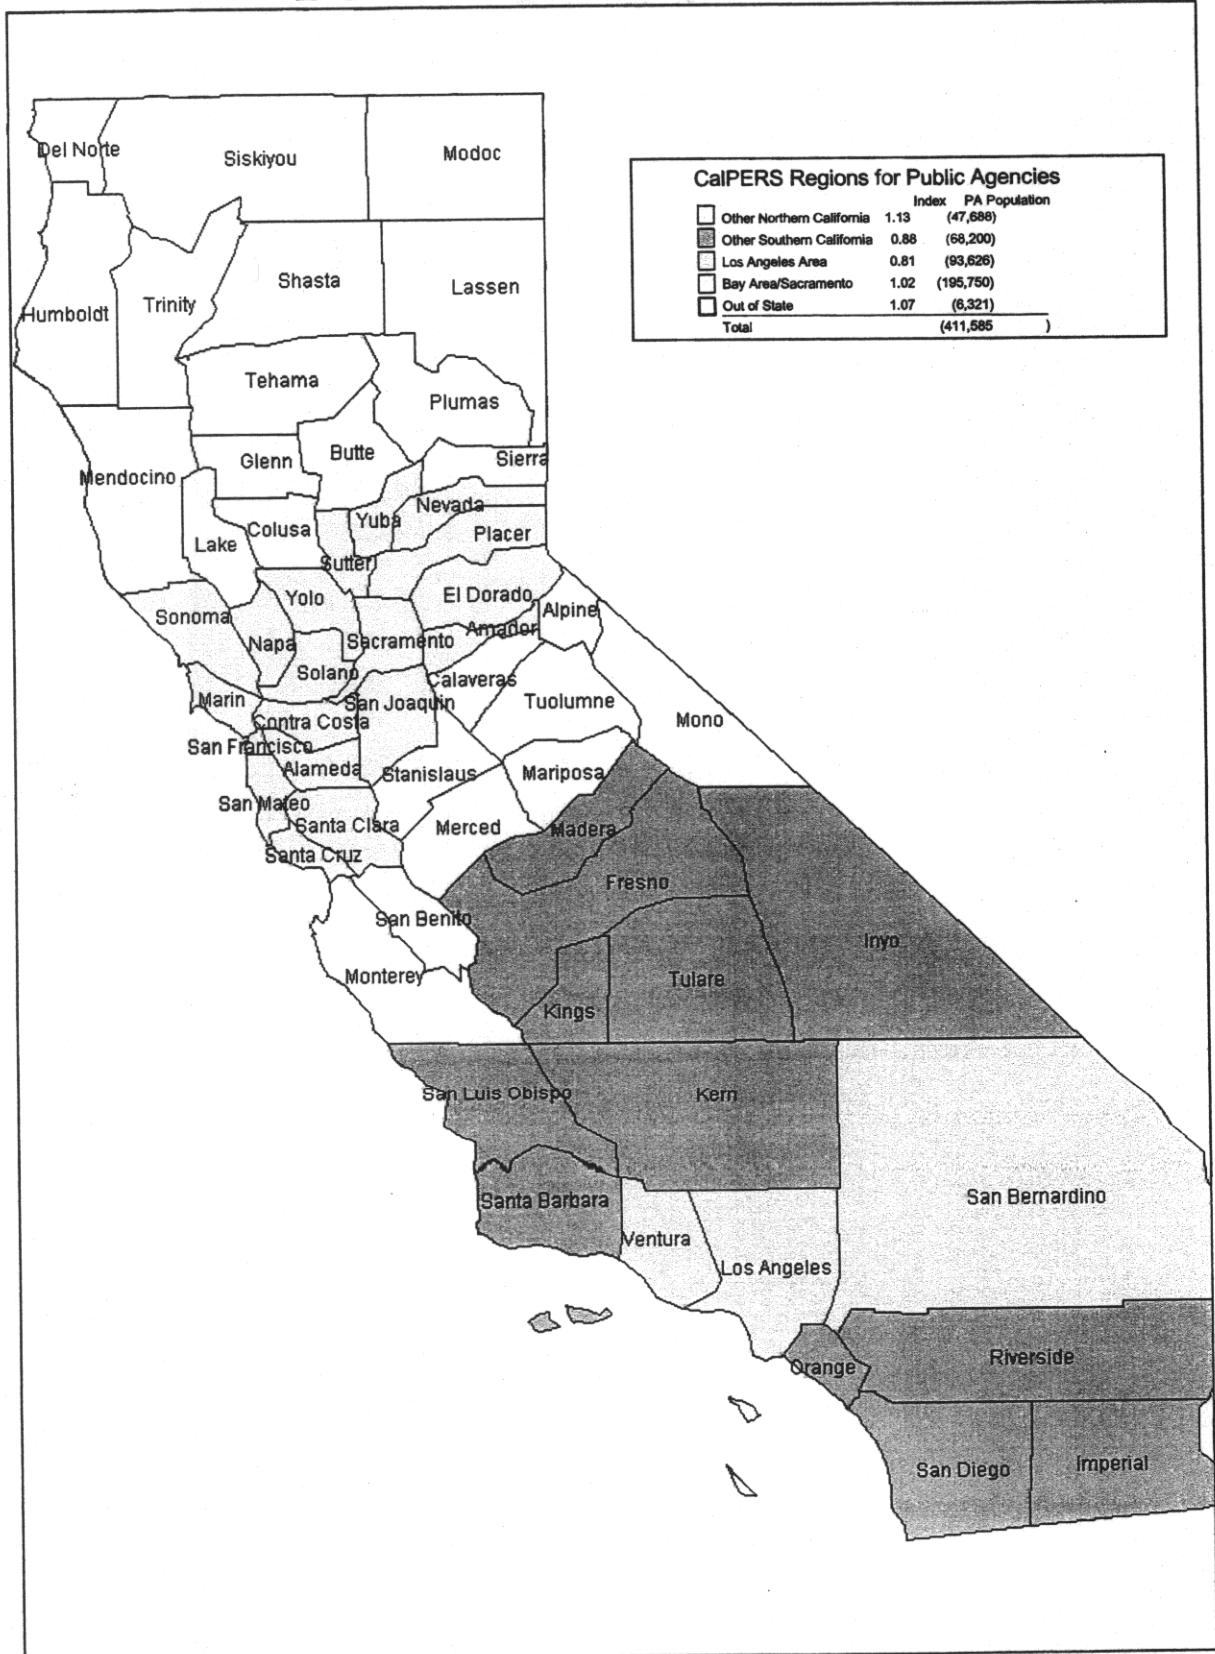 CalPERS Regions for Public Agencies
Index PA Population
Other Northern California 1.13 (47,688)
Other Southern California 0.88 (68,200)
Los Angeles Area 0.81 (93,626)
Bay Area/Sacramento 1.02 (195,750)
Out of State 1.07 (6,321)
Total (411,585 )
Del Norte
Siskiyou
Modoc
Humboldt
Trinity
Shasta
Lassen
Tehama
Plumas
Mendocino
Glenn
Butte
Sierra
Lake
Colusa
Yuba
Nevada
Sutter
Placer
Sonoma
Napa
Yolo
Sacramento
El Dorado
Amador
Alpine
Solano
Marin
Contra Costa
San Joaquin
Calaveras
Tuolumne
Mono
San Francisco
Alameda
Stanislaus
Mariposa
San Mateo
Santa Clara
Merced
Madera
Santa Cruz
Fresno
San Benito
Inyo
Monterey
Kings
Tulare
San Luis Obispo
Kern
Santa Barbara
San Bernardino
Ventura
Los Angeles
Orange
Riverside
San Diego
Imperial